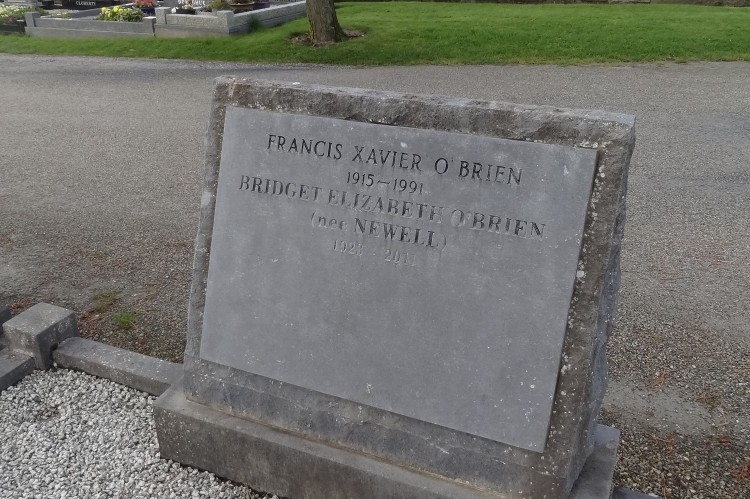 FRANCIS XAVIER O'BRIEN
1915-1991
BRIDGET ELIZABETH O'BRIEN
(nee NEWELL)